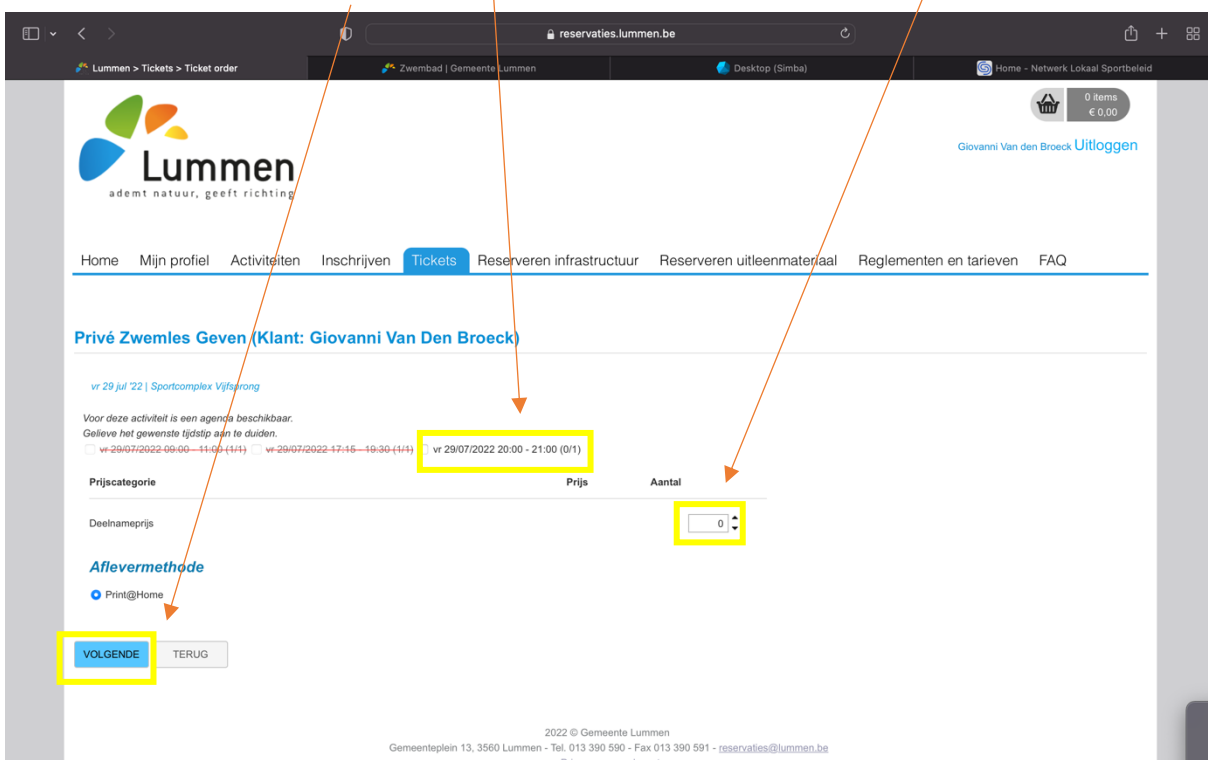 reservaties.lummen.be
Lummen > Tickets > Ticket order
Zwembad | Gemeente Lummen
Desktop (Simba)
Home - Netwerk Lokaal Sportbeleid
0 items
€ 0,00
Giovanni Van den Broeck Uitloggen
Lummen
ademt natuur, geeft richting
Home Mijn profiel Activiteiten Inschrijven Tickets Reserveren infrastructuur Reserveren uitleenmateriaal Reglementen en tarieven FAQ
Privé Zwemles Geven (Klant: Giovanni Van Den Broeck)
vr 29 jul '22 | Sportcomplex Vijfsprong
Voor deze activiteit is een agenda beschikbaar.
Gelieve het gewenste tijdstip aan te duiden.
vr 29/07/2022 09:00 - 11:00 (1/1) vr 29/07/2022 17:15 - 19:30 (1/1) vr 29/07/2022 20:00 - 21:00 (0/1)
Prijscategorie Prijs Aantal
Deelnameprijs 0
Aflevermethode
Print@Home
VOLGENDE TERUG
2022 © Gemeente Lummen
Gemeenteplein 13, 3560 Lummen - Tel. 013 390 590 - Fax 013 390 591 - reservaties@lummen.be